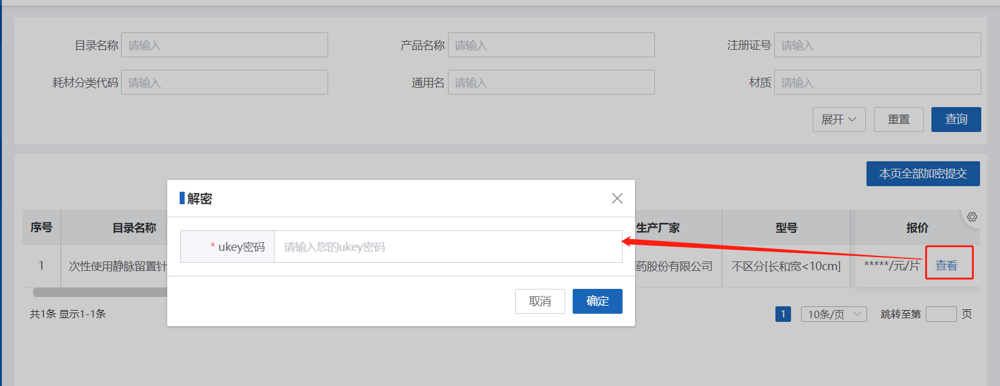 目录名称 请输入 产品名称 请输入 注册证号 请输入
耗材分类代码 请输入 通用名 请输入 材质 请输入
展开 重置 查询
本页全部加密提交
解密
序号 目录名称 生产厂家 型号 报价
* ukey密码 请输入您的ukey密码
1 次性使用静脉留置针 药股份有限公司 不区分[长和宽<10cm] *****/元/片 查看
取消 确定
共1条 显示1-1条 1 10条/页 跳转至第 页